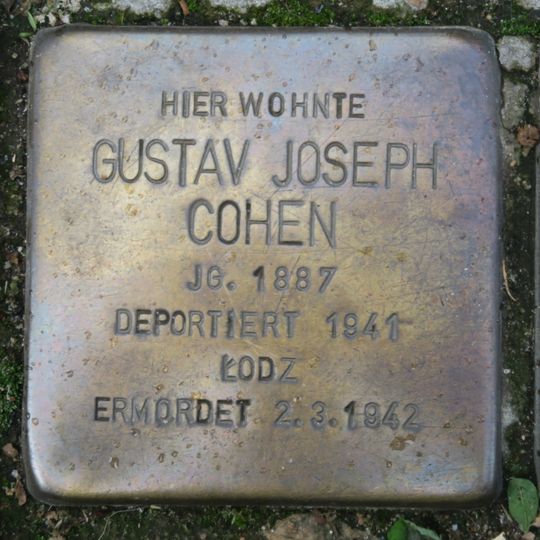 HIER WOHNTE
GUSTAV JOSEPH
COHEN
JG. 1887
DEPORTIERT 1941
ŁODZ
ERMORDET 2.3.1942